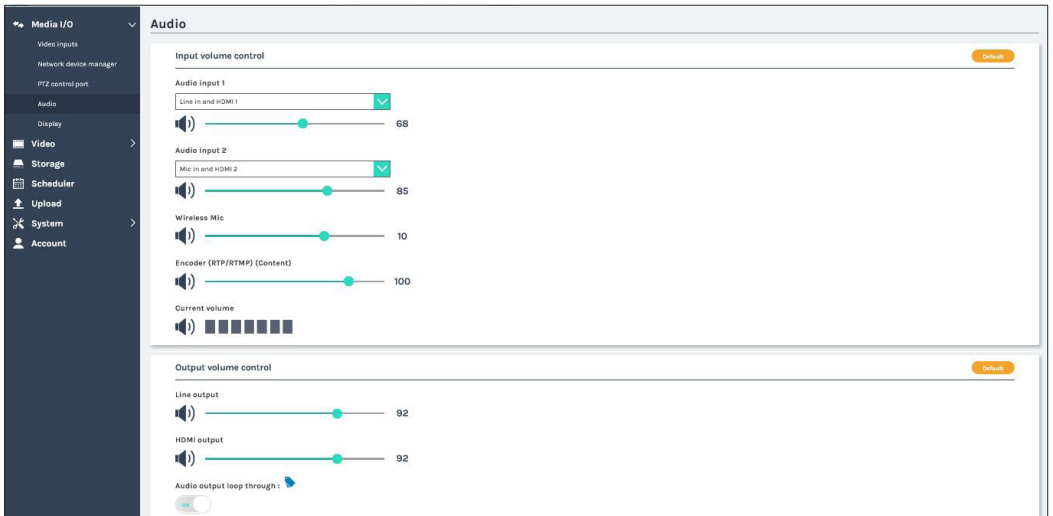 Media I/O
Video inputs
Network device manager
PTZ control port
Audio
Display
Video
Storage
Scheduler
Upload
System
Account
Audio
Input volume control
Default
Audio input 1
Line in and HDMI 1
68
Audio input 2
Mic in and HDMI 2
85
Wireless Mic
10
Encoder (RTP/RTMP) (Content)
100
Current volume
Output volume control
Default
Line output
92
HDMI output
92
Audio output loop through :
on